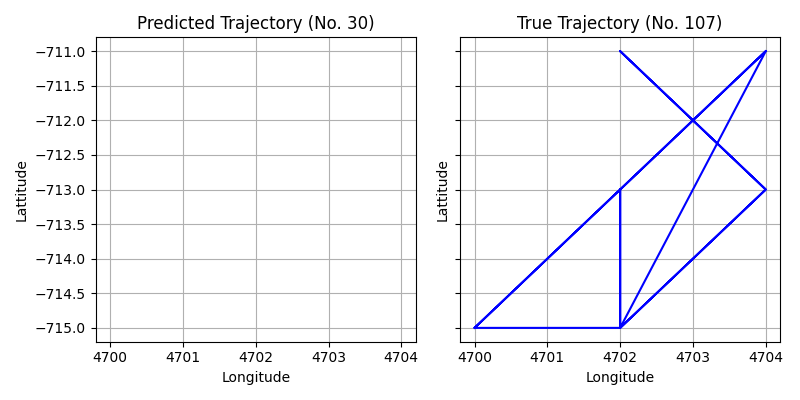 Predicted Trajectory (No. 30)
True Trajectory (No. 107)
−711.0
−711.5
−712.0
−712.5
−713.0
−713.5
−714.0
−714.5
−715.0
Lattitude
Lattitude
4700 4701 4702 4703 4704
4700 4701 4702 4703 4704
Longitude
Longitude